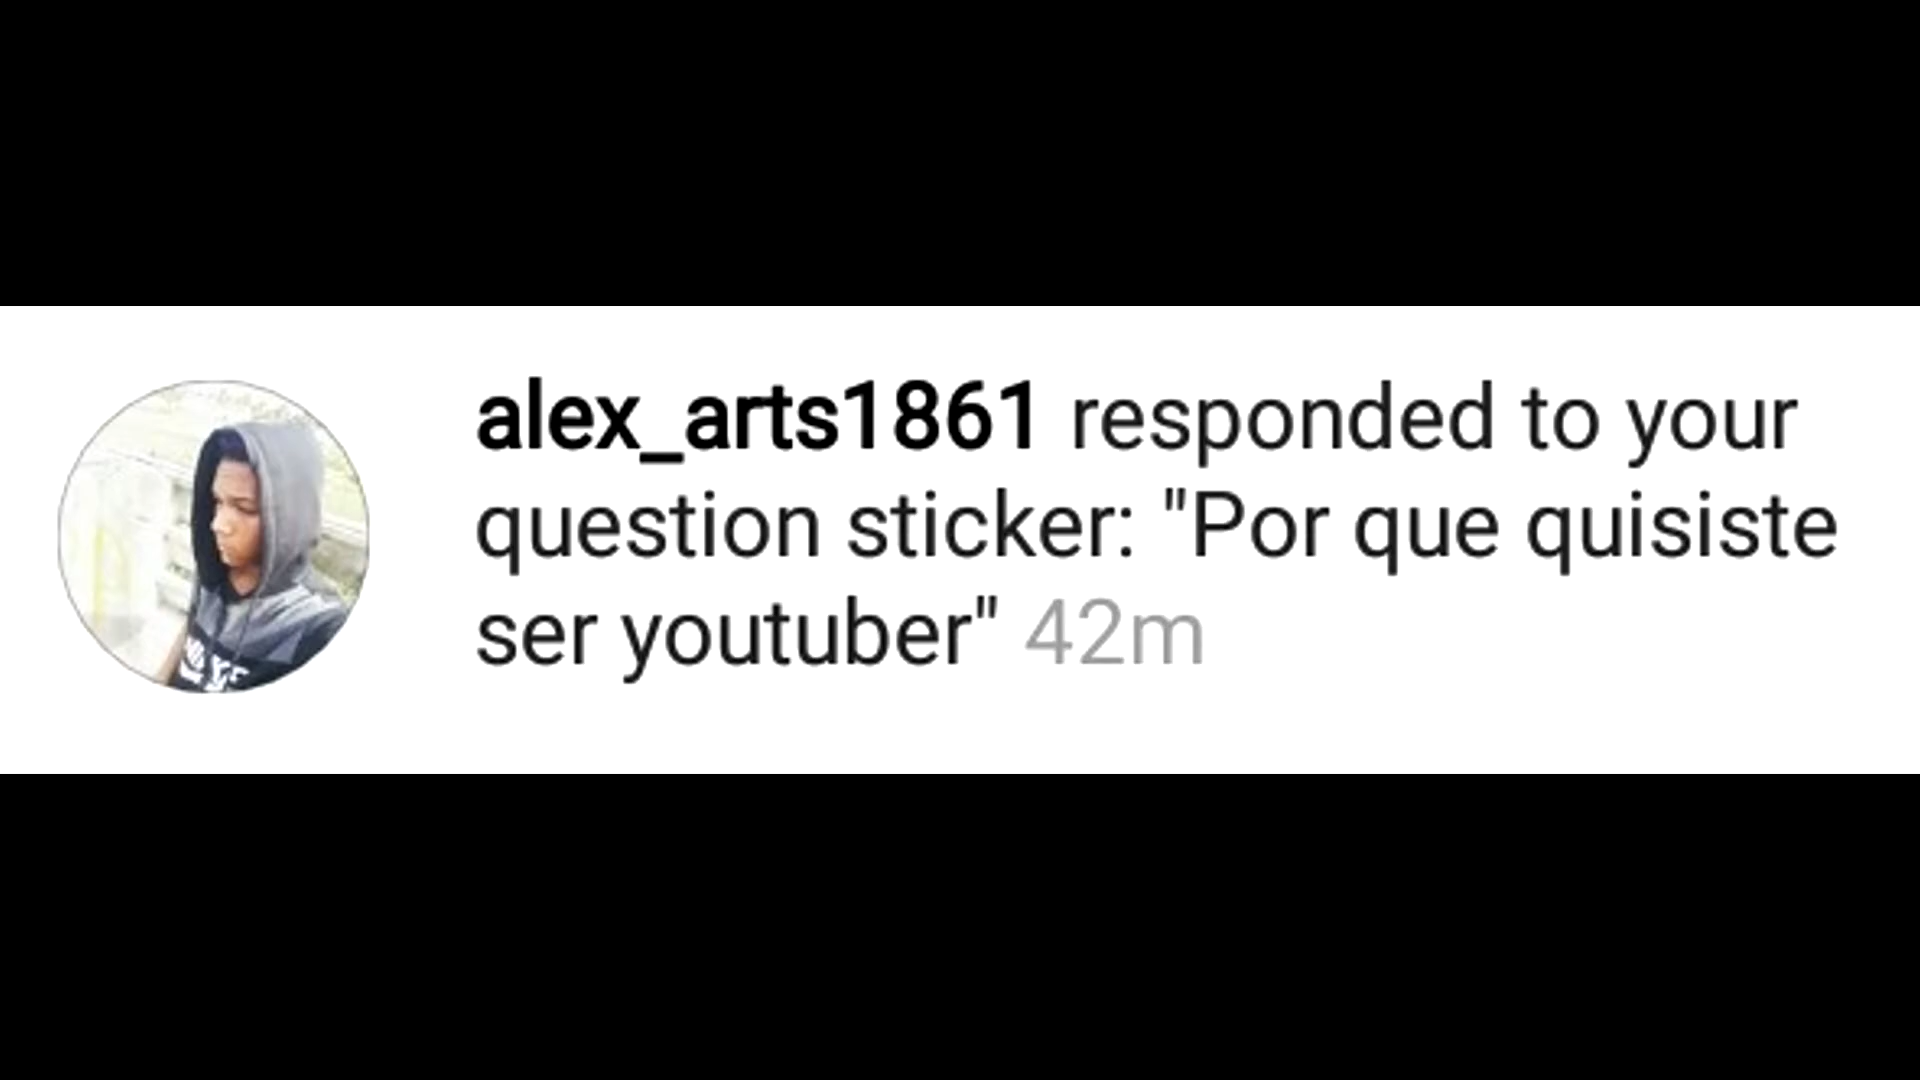 alex_arts1861 responded to your
question sticker: "Por que quisiste
ser youtuber" 42m